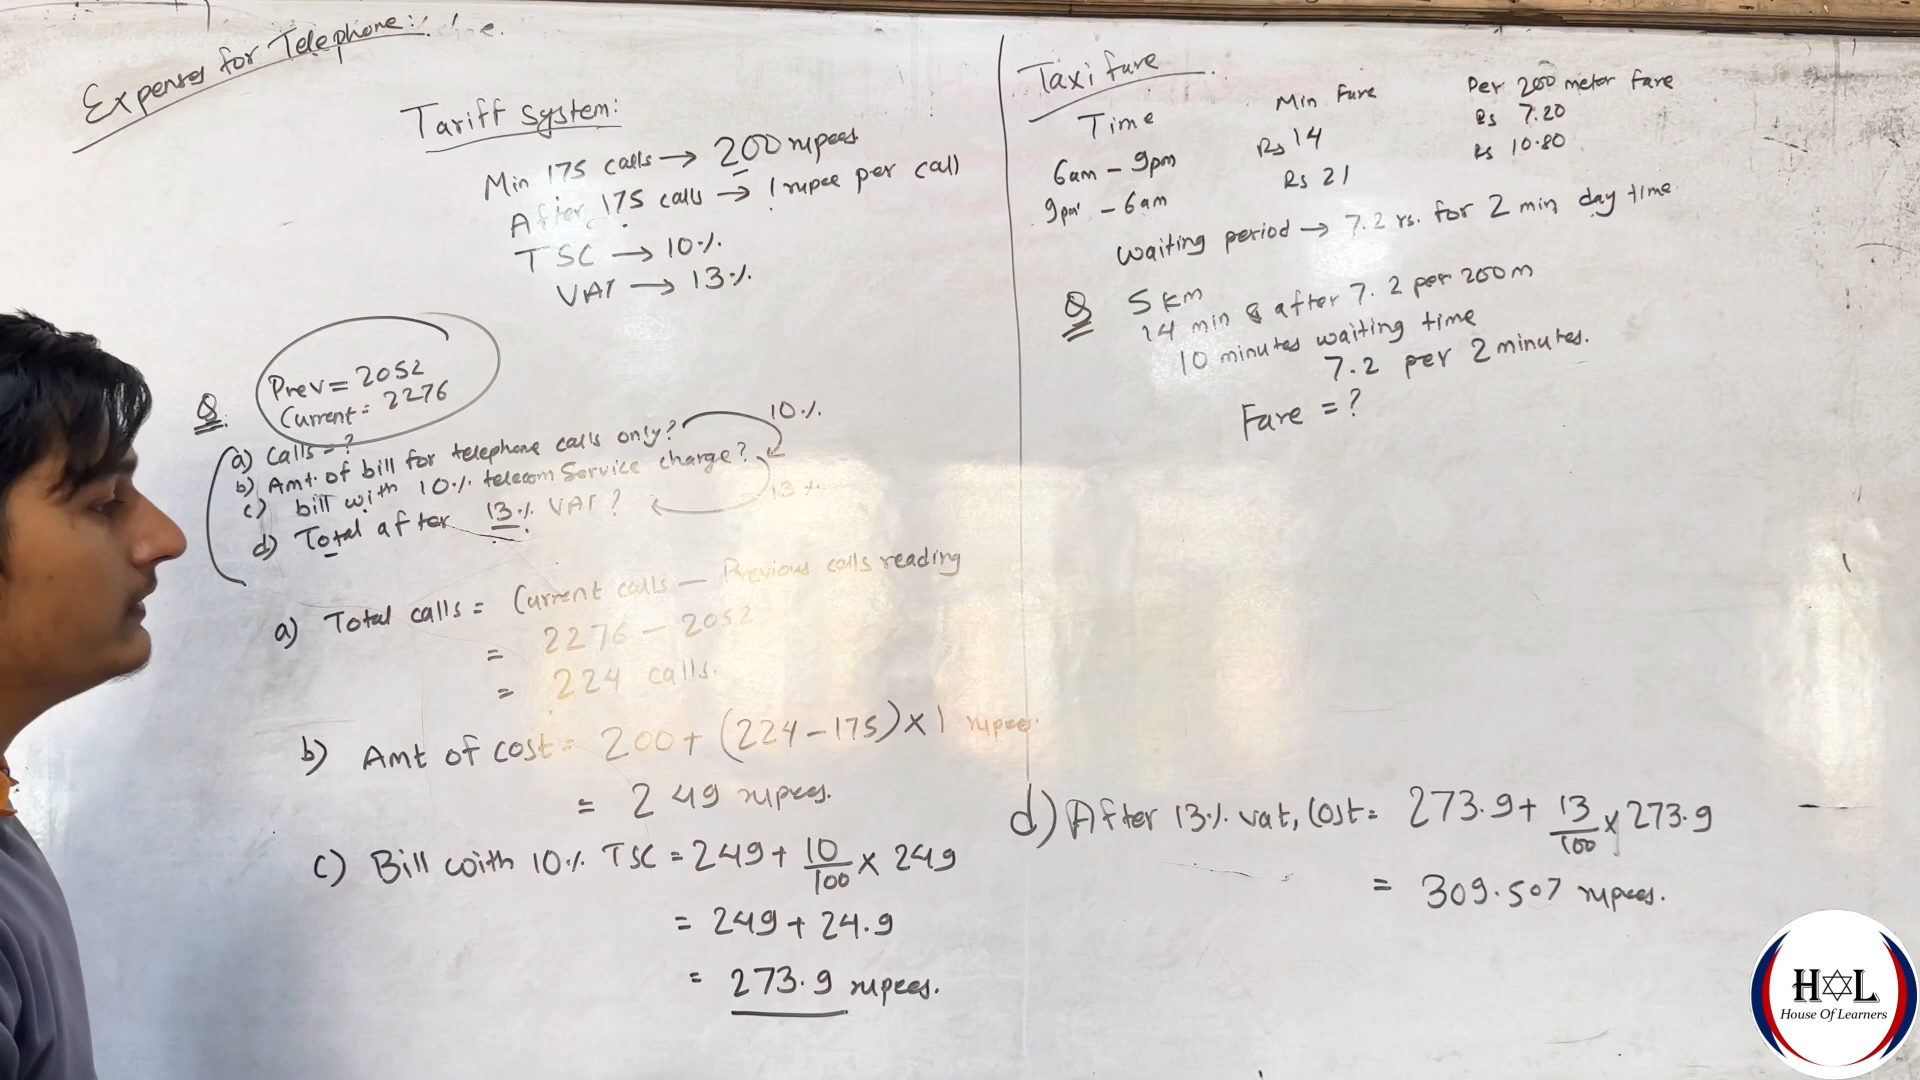 Expenses for Telephone:
Tariff system:
Min 175 calls → 200 rupees
After 175 calls → 1 rupee per call
TSC → 10%
VAT → 13%
Q.
Prev = 2052
Current = 2276
a) Calls = ?
b) Amt. of bill for telephone calls only? 10%
c) bill with 10% telecom Service charge?
13%
d) Total after 13% VAT?
a) Total calls = Current calls – Previous calls reading
= 2276 – 2052
= 224 calls.
b) Amt of cost = 200 + (224 – 175) × 1 rupees
= 249 rupees.
c) Bill with 10% TSC = 249 + 10/100 × 249
= 249 + 24.9
= 273.9 rupees.
Taxi fare
Time Min Fare Per 200 meter fare
6am – 9pm Rs 14 Rs 7.20
9pm – 6am Rs 21 Rs 10.80
Waiting period → 7.2 rs. for 2 min day time
Q 5 km
14 min & after 7.2 per 200m
10 minutes waiting time
7.2 per 2 minutes.
Fare = ?
d) After 13% vat, Cost = 273.9 + 13/100 × 273.9
= 309.507 rupees.
H L
House Of Learners